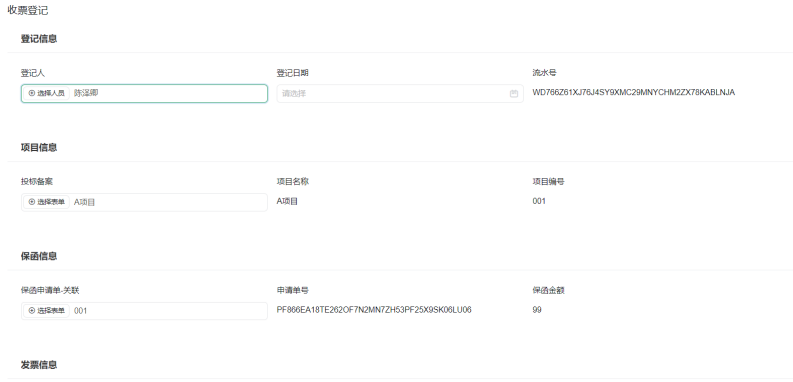 收票登记
登记信息
登记人 登记日期 流水号
选择人员 陈泽卿 请选择 WD766Z61XJ76J4SY9XMC29MNYCHM2ZX78KABLNJA
项目信息
投标备案 项目名称 项目编号
选择表单 A项目 A项目 001
保函信息
保函申请单-关联 申请单号 保函金额
选择表单 001 PF866EA18TE262OF7N2MN7ZH53PF25X9SK06LU06 99
发票信息